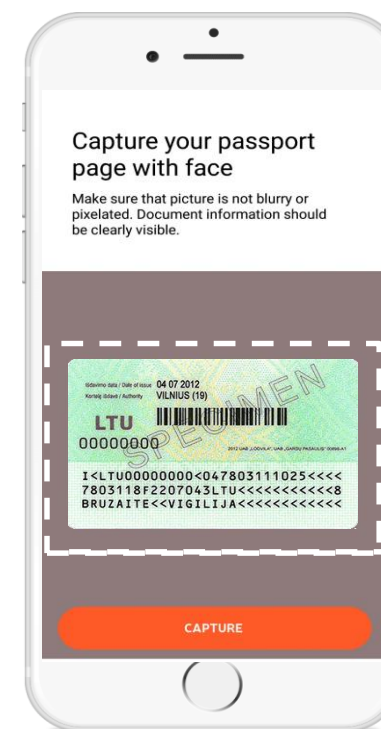 Capture your passport
page with face
Make sure that picture is not blurry or
pixelated. Document information should
be clearly visible.
Išdavimo data / Date of issue 04 07 2012
Kortelę išdavė / Authority VILNIUS (19)
LTU
00000000
SPECIMEN
2012 UAB
I<LTU00000000<047803111025<<<<
7803118F2207043LTU<<<<<<<<<<<8
BRUZAITE<<VIGILIJA<<<<<<<<<<<<
CAPTURE